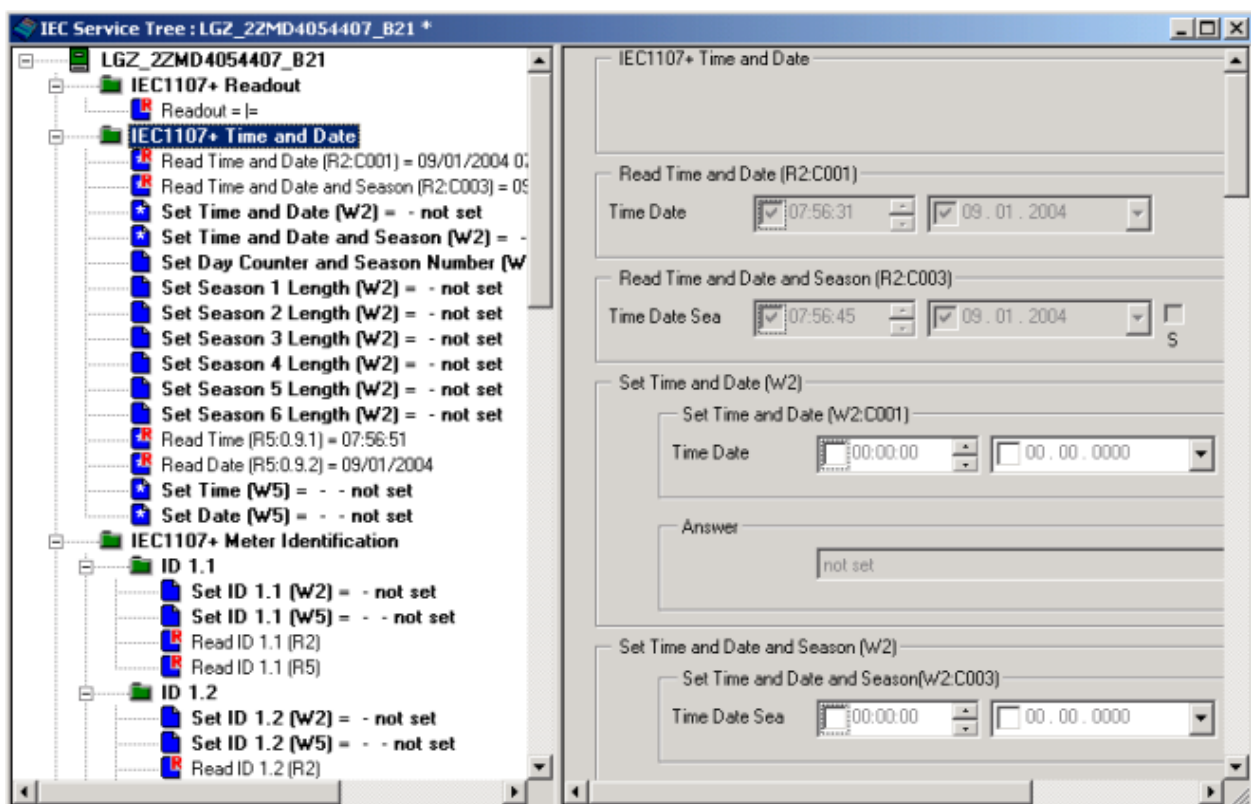 IEC Service Tree : LGZ_2ZMD4054407_B21 *
LGZ_2ZMD4054407_B21
IEC1107+ Readout
Readout = |=
IEC1107+ Time and Date
Read Time and Date (R2:C001) = 09/01/2004 07
Read Time and Date and Season (R2:C003) = 09
Set Time and Date (W2) = - not set
Set Time and Date and Season (W2) = -
Set Day Counter and Season Number (W
Set Season 1 Length (W2) = - not set
Set Season 2 Length (W2) = - not set
Set Season 3 Length (W2) = - not set
Set Season 4 Length (W2) = - not set
Set Season 5 Length (W2) = - not set
Set Season 6 Length (W2) = - not set
Read Time (R5:0.9.1) = 07:56:51
Read Date (R5:0.9.2) = 09/01/2004
Set Time (W5) = - - not set
Set Date (W5) = - - not set
IEC1107+ Meter Identification
ID 1.1
Set ID 1.1 (W2) = - not set
Set ID 1.1 (W5) = - - not set
Read ID 1.1 (R2)
Read ID 1.1 (R5)
ID 1.2
Set ID 1.2 (W2) = - not set
Set ID 1.2 (W5) = - - not set
Read ID 1.2 (R2)
IEC1107+ Time and Date
Read Time and Date (R2:C001)
Time Date 07:56:31 09 . 01 . 2004
Read Time and Date and Season (R2:C003)
Time Date Sea 07:56:45 09 . 01 . 2004
S
Set Time and Date (W2)
Set Time and Date (W2:C001)
Time Date 00:00:00 00 . 00 . 0000
Answer
not set
Set Time and Date and Season (W2)
Set Time and Date and Season(W2:C003)
Time Date Sea 00:00:00 00 . 00 . 0000